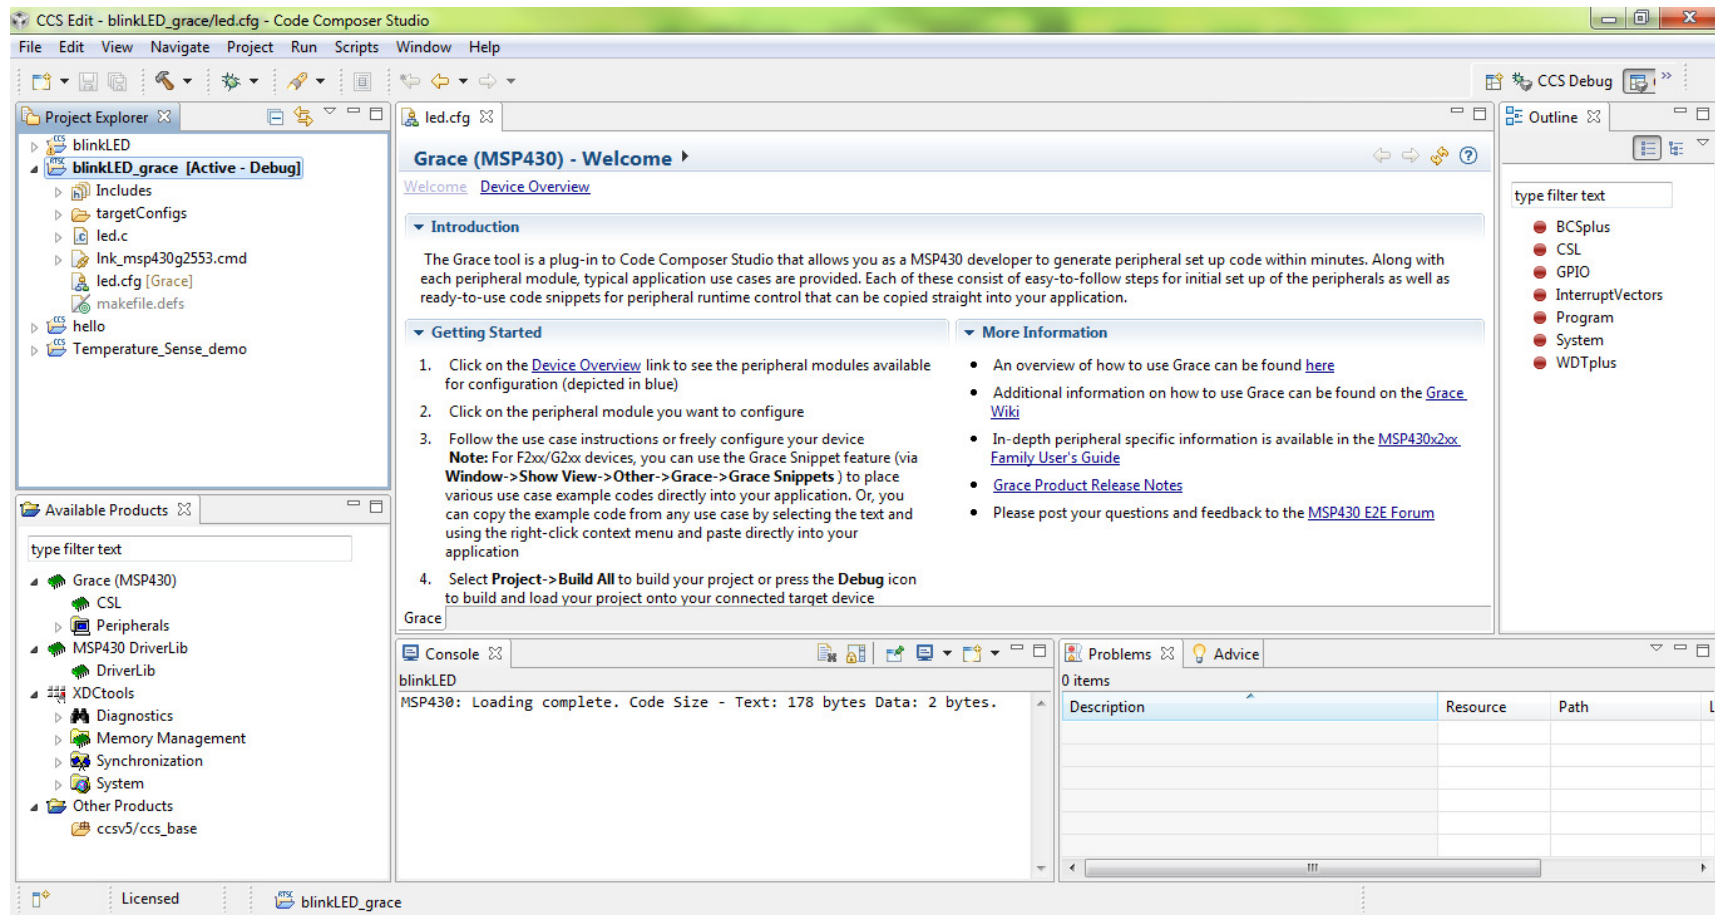 CCS Edit - blinkLED_grace/led.cfg - Code Composer Studio
File Edit View Navigate Project Run Scripts Window Help
CCS Debug
Project Explorer
blinkLED
blinkLED_grace [Active - Debug]
Includes
targetConfigs
led.c
lnk_msp430g2553.cmd
led.cfg [Grace]
makefile.defs
hello
Temperature_Sense_demo
Available Products
type filter text
Grace (MSP430)
CSL
Peripherals
MSP430 DriverLib
DriverLib
XDCtools
Diagnostics
Memory Management
Synchronization
System
Other Products
ccsv5/ccs_base
led.cfg
Grace (MSP430) - Welcome
Welcome Device Overview
Introduction
The Grace tool is a plug-in to Code Composer Studio that allows you as a MSP430 developer to generate peripheral set up code within minutes. Along with
each peripheral module, typical application use cases are provided. Each of these consist of easy-to-follow steps for initial set up of the peripherals as well as
ready-to-use code snippets for peripheral runtime control that can be copied straight into your application.
Getting Started
1. Click on the Device Overview link to see the peripheral modules available
for configuration (depicted in blue)
2. Click on the peripheral module you want to configure
3. Follow the use case instructions or freely configure your device
Note: For F2xx/G2xx devices, you can use the Grace Snippet feature (via
Window->Show View->Other->Grace->Grace Snippets ) to place
various use case example codes directly into your application. Or, you
can copy the example code from any use case by selecting the text and
using the right-click context menu and paste directly into your
application
4. Select Project->Build All to build your project or press the Debug icon
to build and load your project onto your connected target device
More Information
• An overview of how to use Grace can be found here
• Additional information on how to use Grace can be found on the Grace
Wiki
• In-depth peripheral specific information is available in the MSP430x2xx
Family User's Guide
• Grace Product Release Notes
• Please post your questions and feedback to the MSP430 E2E Forum
Grace
Outline
type filter text
BCSplus
CSL
GPIO
InterruptVectors
Program
System
WDTplus
Console
blinkLED
MSP430: Loading complete. Code Size - Text: 178 bytes Data: 2 bytes.
Problems Advice
0 items
Description Resource Path L
Licensed blinkLED_grace